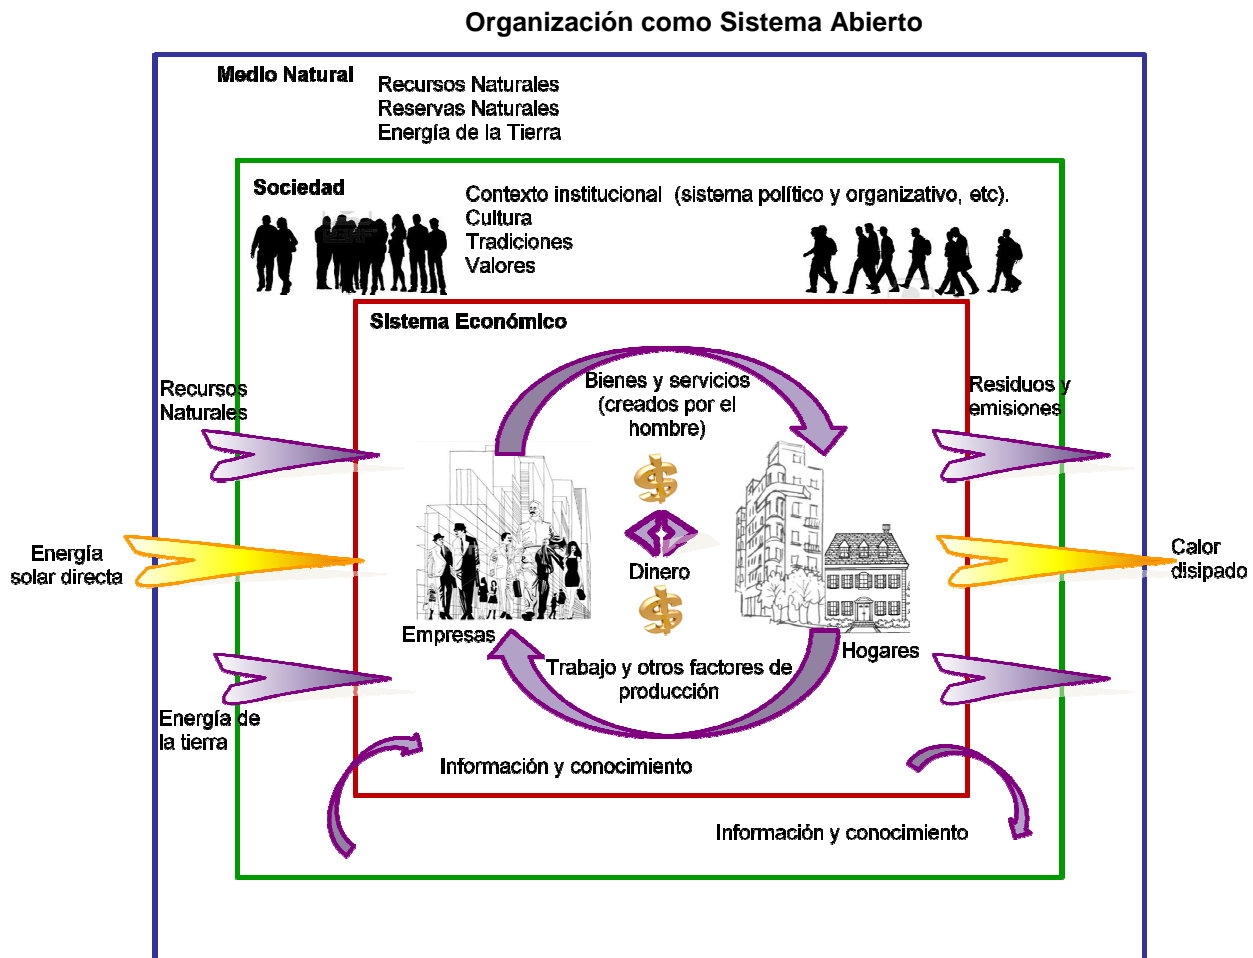 Organización como Sistema Abierto
Medio Natural
Recursos Naturales
Reservas Naturales
Energía de la Tierra
Sociedad
Contexto institucional (sistema político y organizativo, etc).
Cultura
Tradiciones
Valores
Sistema Económico
Recursos
Naturales
Bienes y servicios
(creados por el
hombre)
Residuos y
emisiones
Energía
solar directa
Dinero
Calor
disipado
Empresas
Hogares
Trabajo y otros factores de
producción
Energía de
la tierra
Información y conocimiento
Información y conocimiento